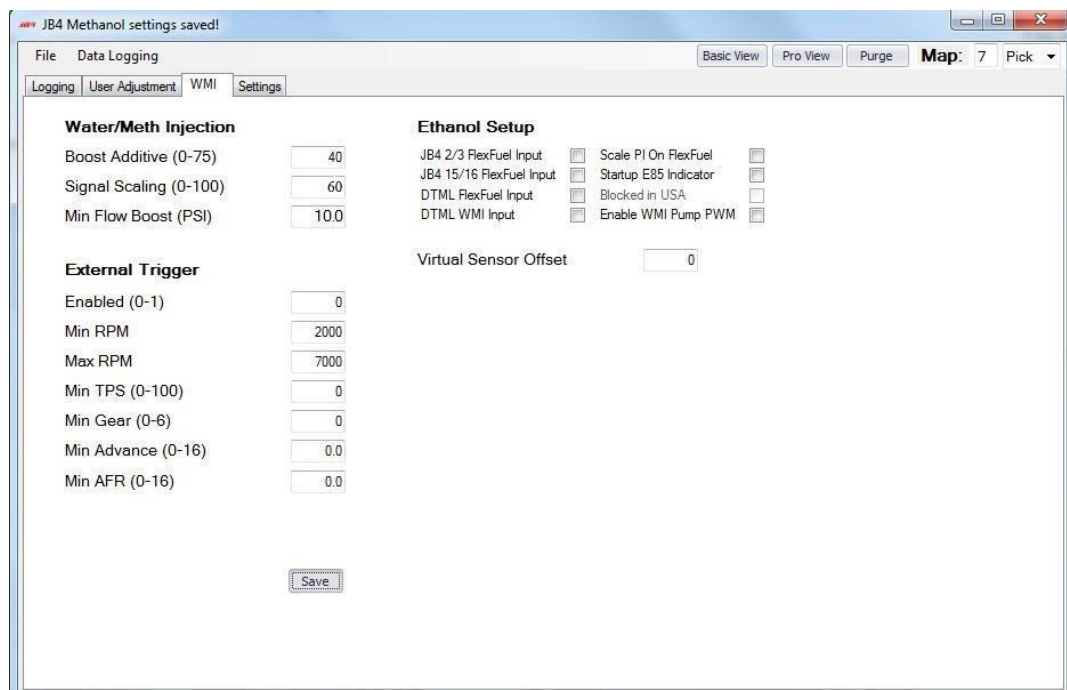 JB4 JB4 Methanol settings saved!
File Data Logging Basic View Pro View Purge Map: 7 Pick
Logging User Adjustment WMI Settings
Water/Meth Injection
Boost Additive (0-75) 40
Signal Scaling (0-100) 60
Min Flow Boost (PSI) 10.0
External Trigger
Enabled (0-1) 0
Min RPM 2000
Max RPM 7000
Min TPS (0-100) 0
Min Gear (0-6) 0
Min Advance (0-16) 0.0
Min AFR (0-16) 0.0
Save
Ethanol Setup
JB4 2/3 FlexFuel Input Scale PI On FlexFuel
JB4 15/16 FlexFuel Input Startup E85 Indicator
DTML FlexFuel Input Blocked in USA
DTML WMI Input Enable WMI Pump PWM
Virtual Sensor Offset 0